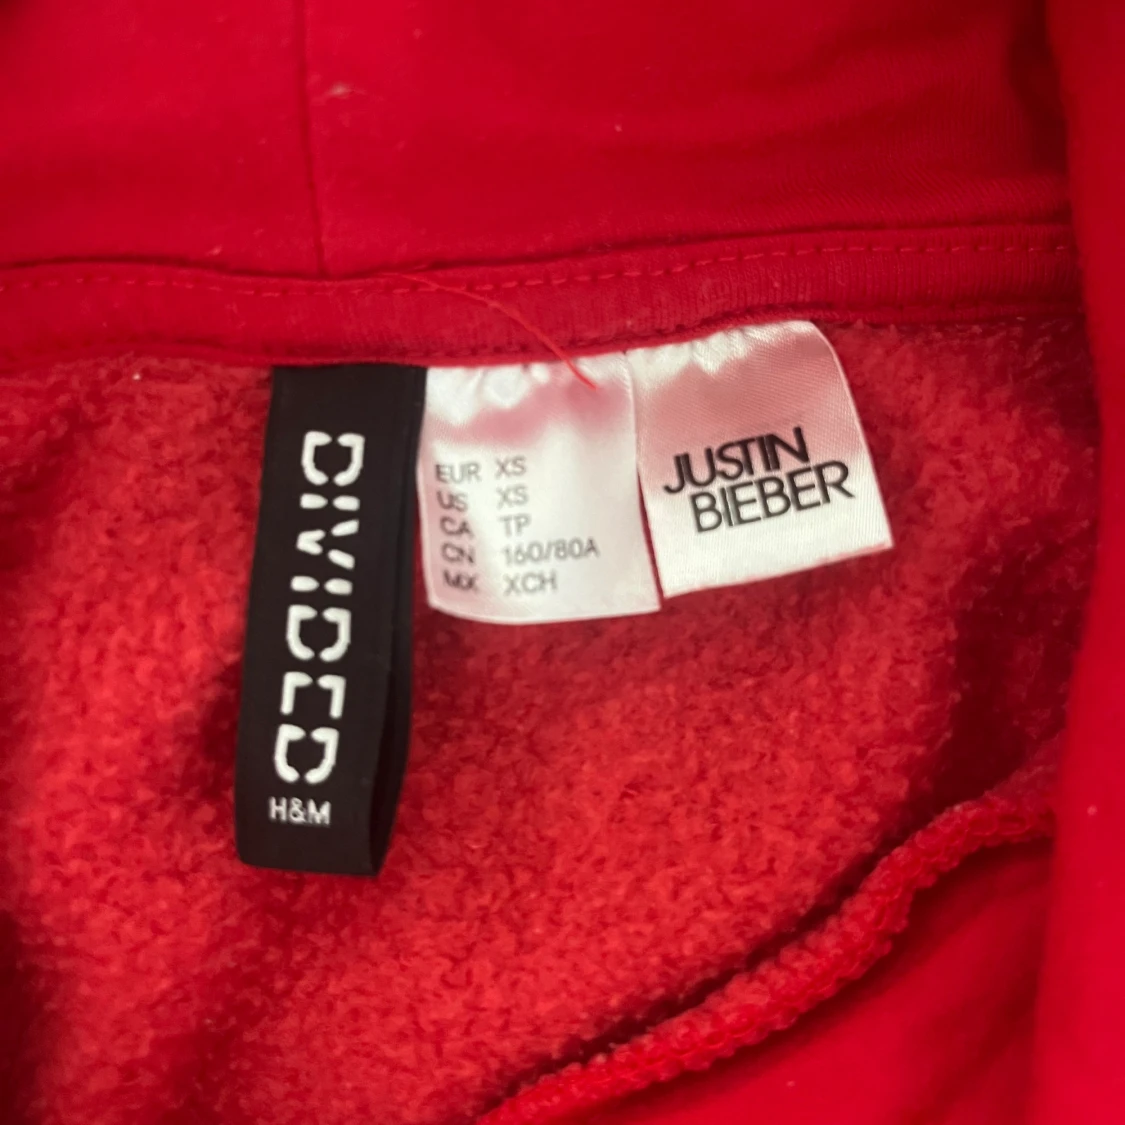 DIVIDED
H&M
EUR XS
US XS
CA TP
CN 160/80A
MX XCH
JUSTIN
BIEBER